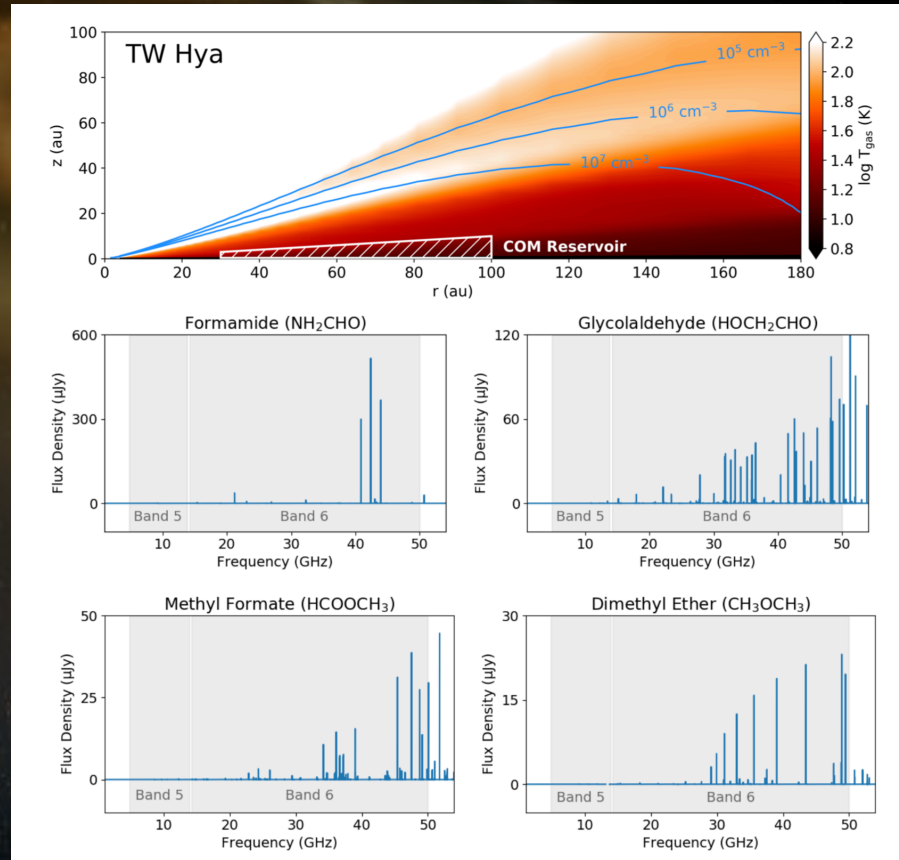 TW Hya
100
80
60
40
20
0
z (au)
10⁵ cm⁻³
10⁶ cm⁻³
10⁷ cm⁻³
COM Reservoir
0 20 40 60 80 100 120 140 160 180
r (au)
2.2
2.0
1.8
1.6
1.4
1.2
1.0
0.8
log T_gas (K)
Formamide (NH₂CHO)
600
300
0
Flux Density (μJy)
Band 5 Band 6
10 20 30 40 50
Frequency (GHz)
Glycolaldehyde (HOCH₂CHO)
120
60
0
Flux Density (μJy)
Band 5 Band 6
10 20 30 40 50
Frequency (GHz)
Methyl Formate (HCOOCH₃)
50
25
0
Flux Density (μJy)
Band 5 Band 6
10 20 30 40 50
Frequency (GHz)
Dimethyl Ether (CH₃OCH₃)
30
15
0
Flux Density (μJy)
Band 5 Band 6
10 20 30 40 50
Frequency (GHz)